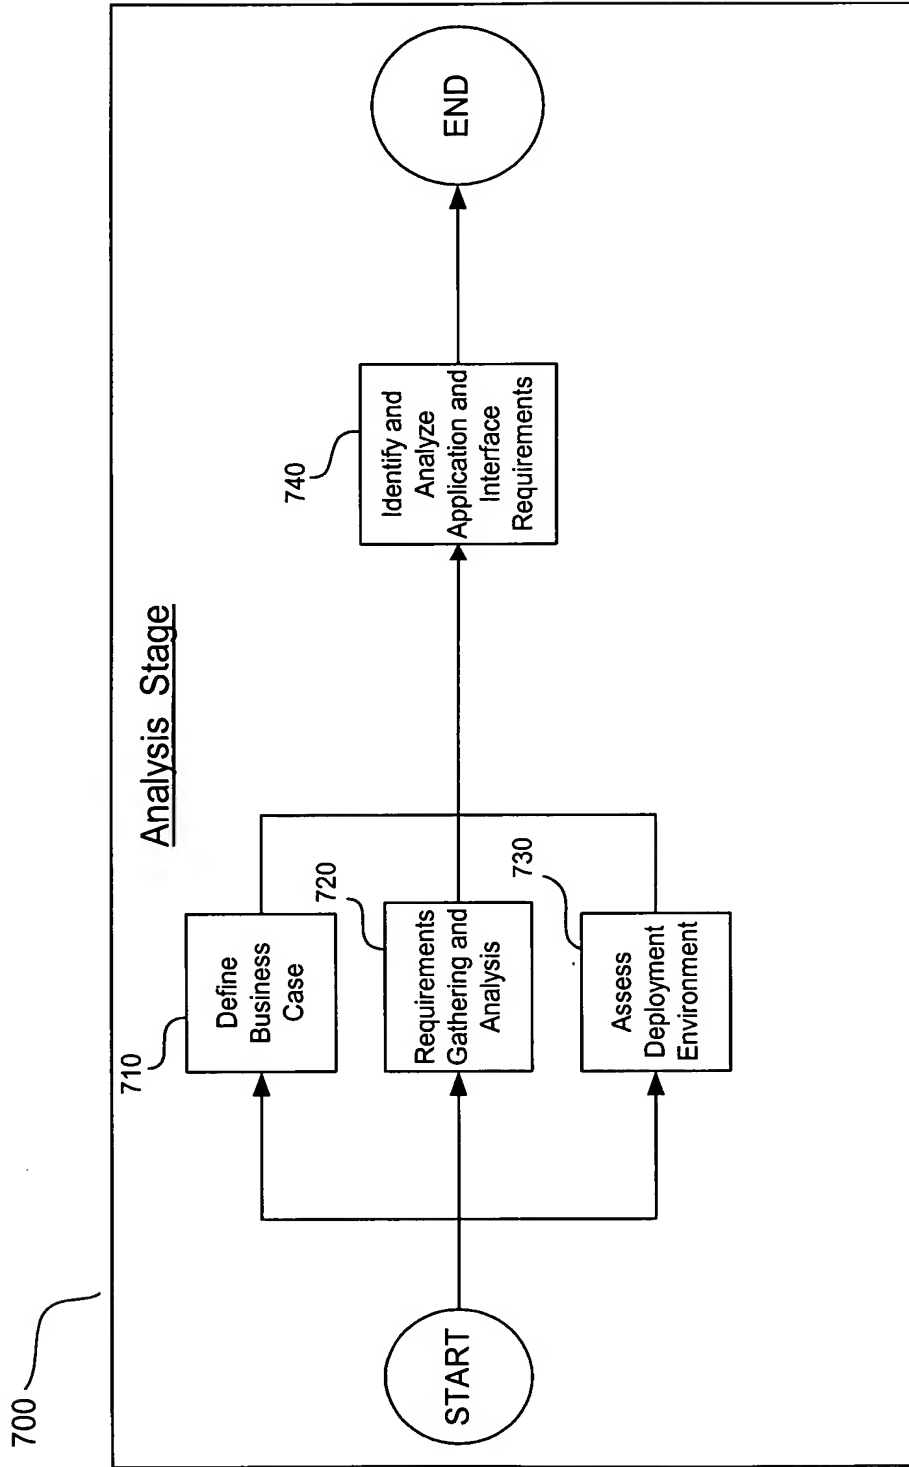 700
Analysis Stage
START
710
Define
Business
Case
720
Requirements
Gathering and
Analysis
730
Assess
Deployment
Environment
740
Identify and
Analyze
Application and
Interface
Requirements
END